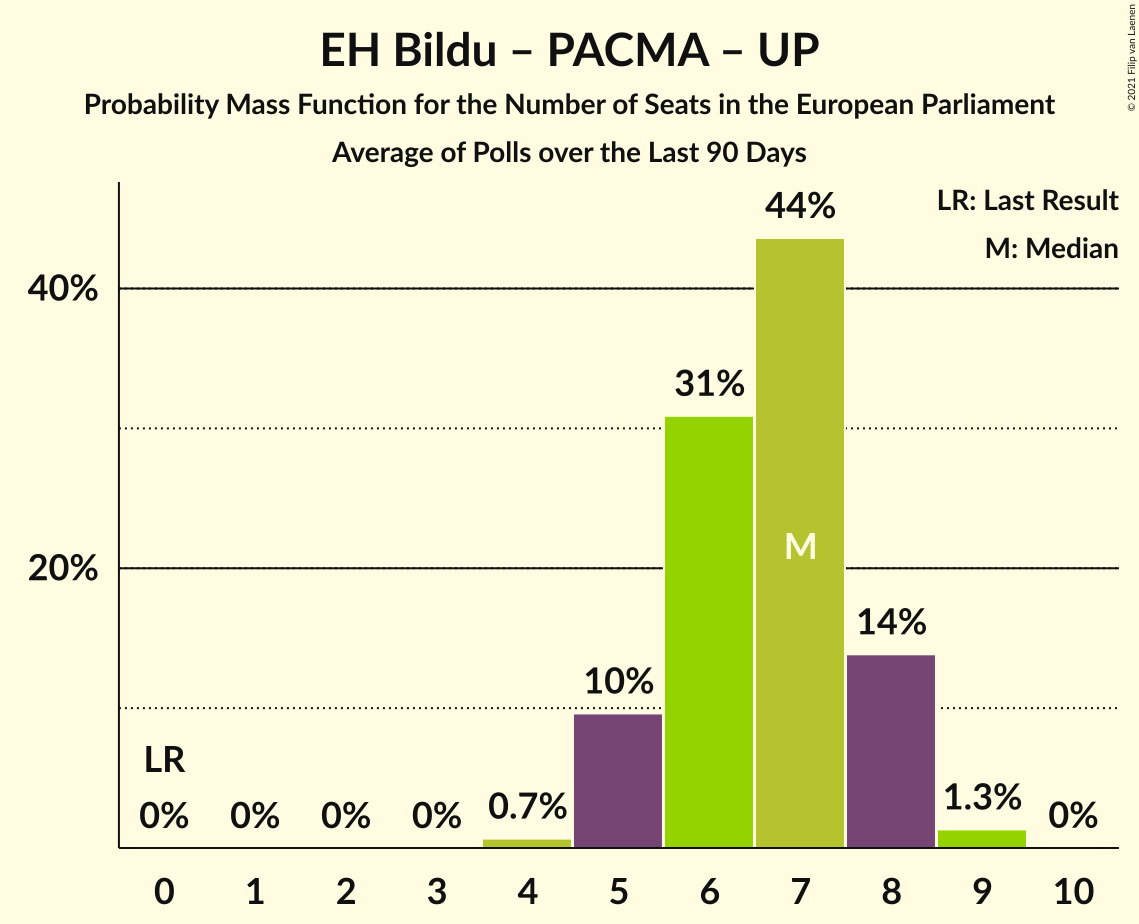 EH Bildu – PACMA – UP
Probability Mass Function for the Number of Seats in the European Parliament
Average of Polls over the Last 90 Days
© 2021 Filip van Laenen
LR: Last Result
M: Median
44%
40%
31%
M
20%
14%
10%
LR
0% 0% 0% 0% 0.7% 1.3% 0%
0 1 2 3 4 5 6 7 8 9 10